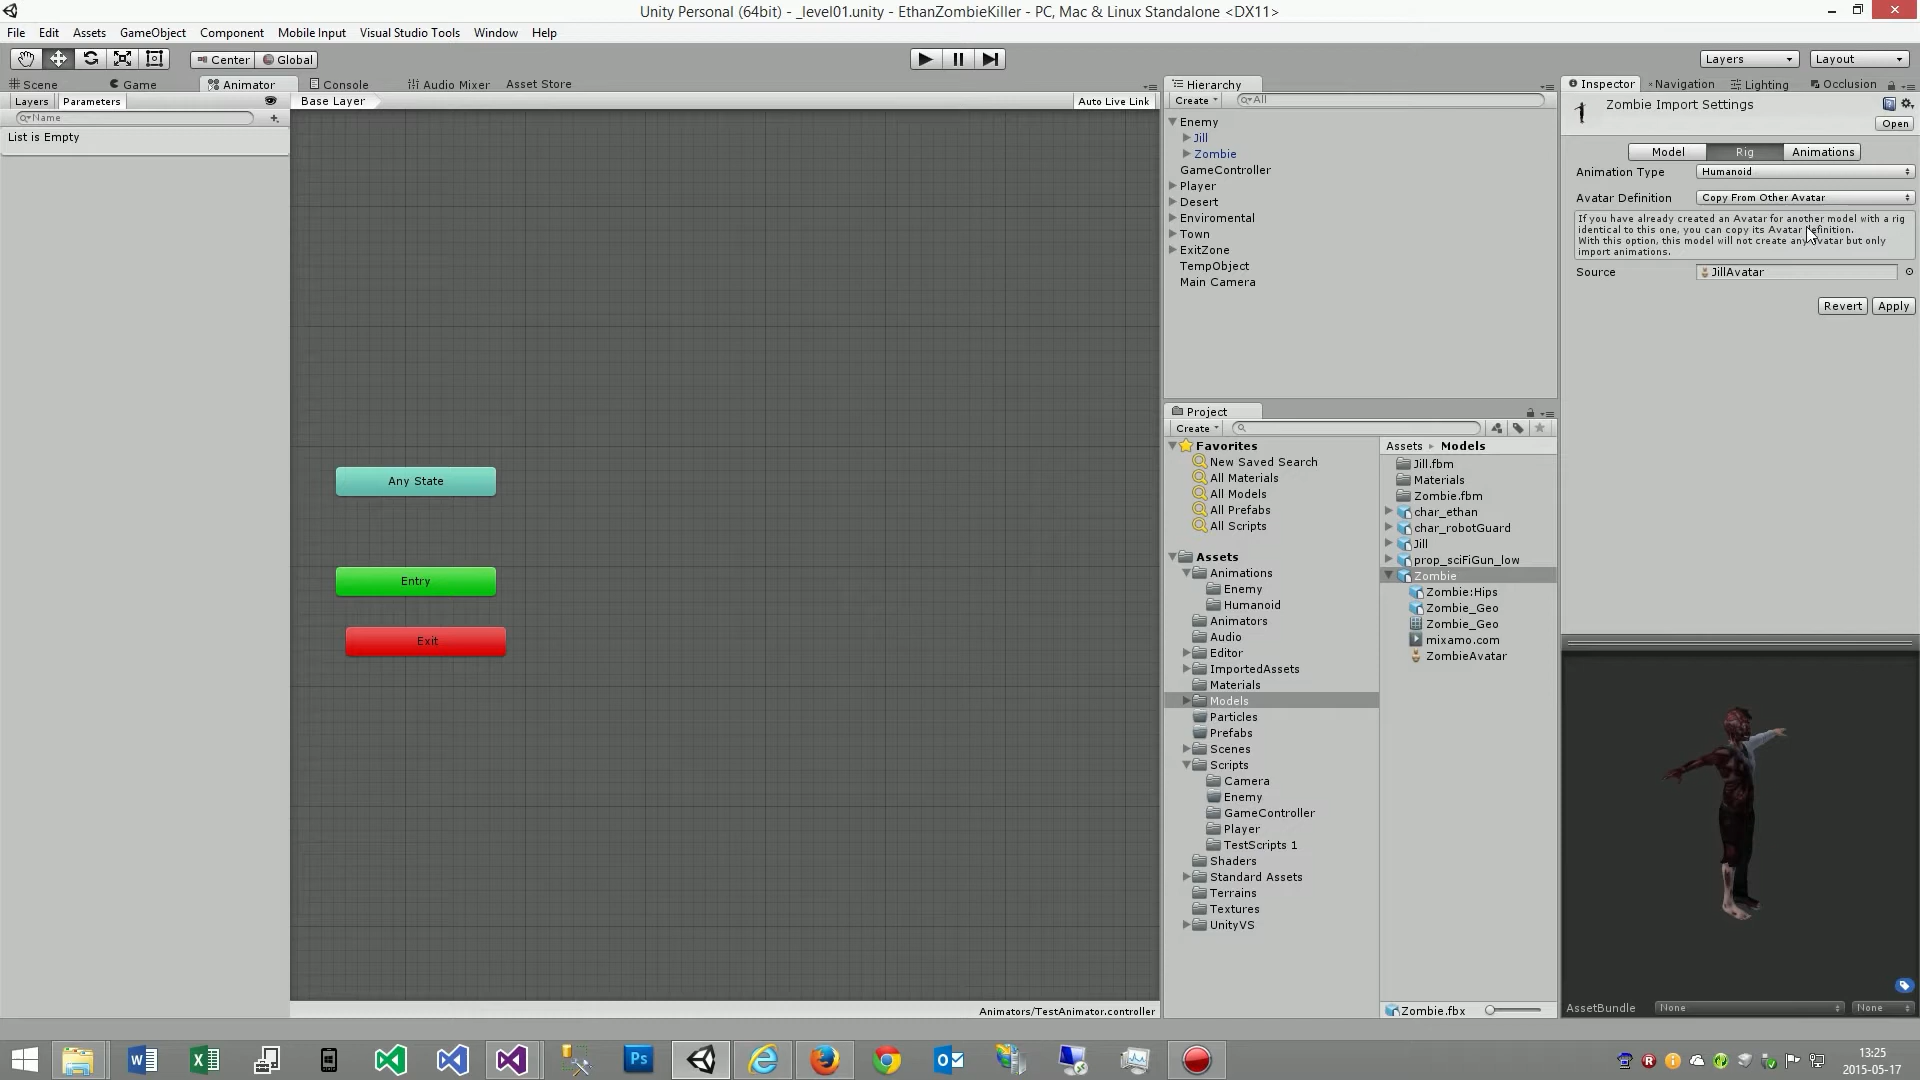 Unity Personal (64bit) - _level01.unity - EthanZombieKiller - PC, Mac & Linux Standalone <DX11>
File Edit Assets GameObject Component Mobile Input Visual Studio Tools Window Help
Center Global Layers Layout
Scene Game Animator Console Audio Mixer Asset Store
Layers Parameters Base Layer Auto Live Link
Name
List is Empty
Any State
Entry
Exit
Animators/TestAnimator.controller
Hierarchy
Create All
Enemy
Jill
Zombie
GameController
Player
Desert
Enviromental
Town
ExitZone
TempObject
Main Camera
Project
Create
Favorites
New Saved Search
All Materials
All Models
All Prefabs
All Scripts
Assets
Animations
Enemy
Humanoid
Animators
Audio
Editor
ImportedAssets
Materials
Models
Particles
Prefabs
Scenes
Scripts
Camera
Enemy
GameController
Player
TestScripts 1
Shaders
Standard Assets
Terrains
Textures
UnityVS
Assets Models
Jill.fbm
Materials
Zombie.fbm
char_ethan
char_robotGuard
Jill
prop_sciFiGun_low
Zombie
Zombie:Hips
Zombie_Geo
Zombie_Geo
mixamo.com
ZombieAvatar
Zombie.fbx
Inspector Navigation Lighting Occlusion
Zombie Import Settings
Open
Model Rig Animations
Animation Type Humanoid
Avatar Definition Copy From Other Avatar
If you have already created an Avatar for another model with a rig
identical to this one, you can copy its Avatar definition.
With this option, this model will not create any avatar but only
import animations.
Source JillAvatar
Revert Apply
AssetBundle None None
Ps
13:25
2015-05-17